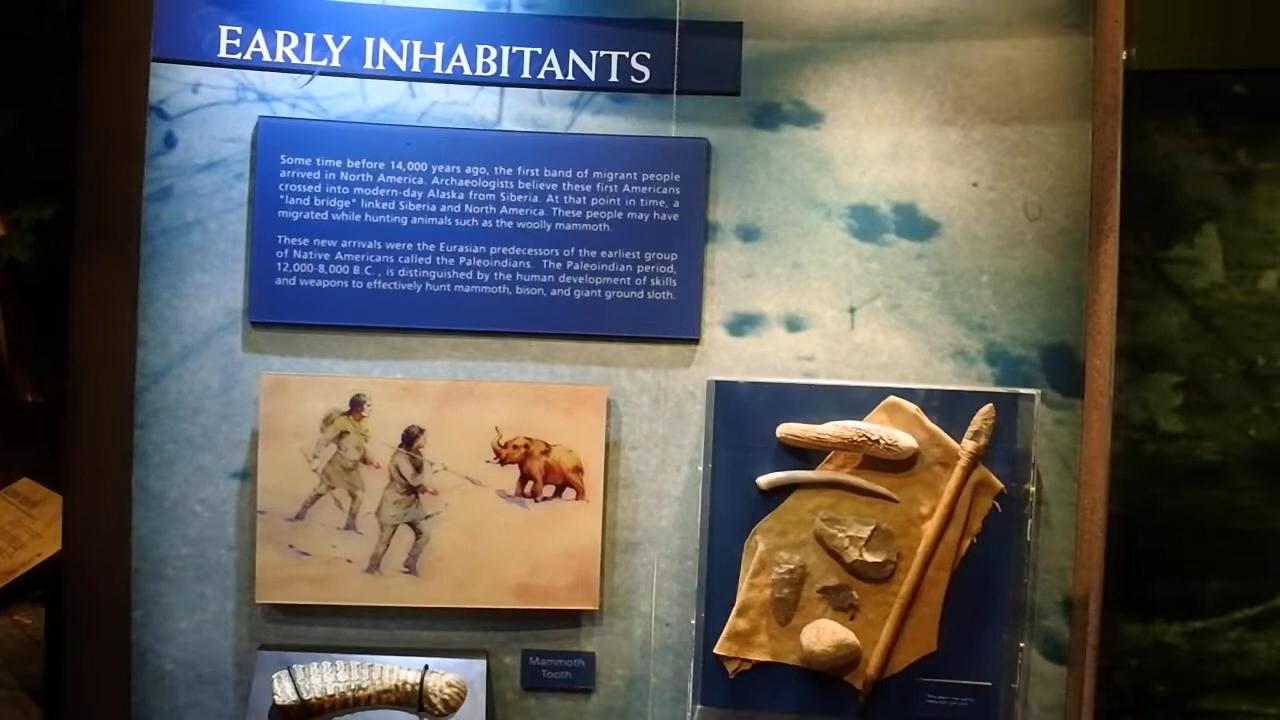 EARLY INHABITANTS
Some time before 14,000 years ago, the first band of migrant people
arrived in North America. Archaeologists believe these first Americans
crossed into modern-day Alaska from Siberia. At that point in time, a
"land bridge" linked Siberia and North America. These people may have
migrated while hunting animals such as the woolly mammoth.
These new arrivals were the Eurasian predecessors of the earliest group
of Native Americans called the Paleoindians. The Paleoindian period,
12,000-8,000 B.C. , is distinguished by the human development of skills
and weapons to effectively hunt mammoth, bison, and giant ground sloth.
Mammoth
Tooth